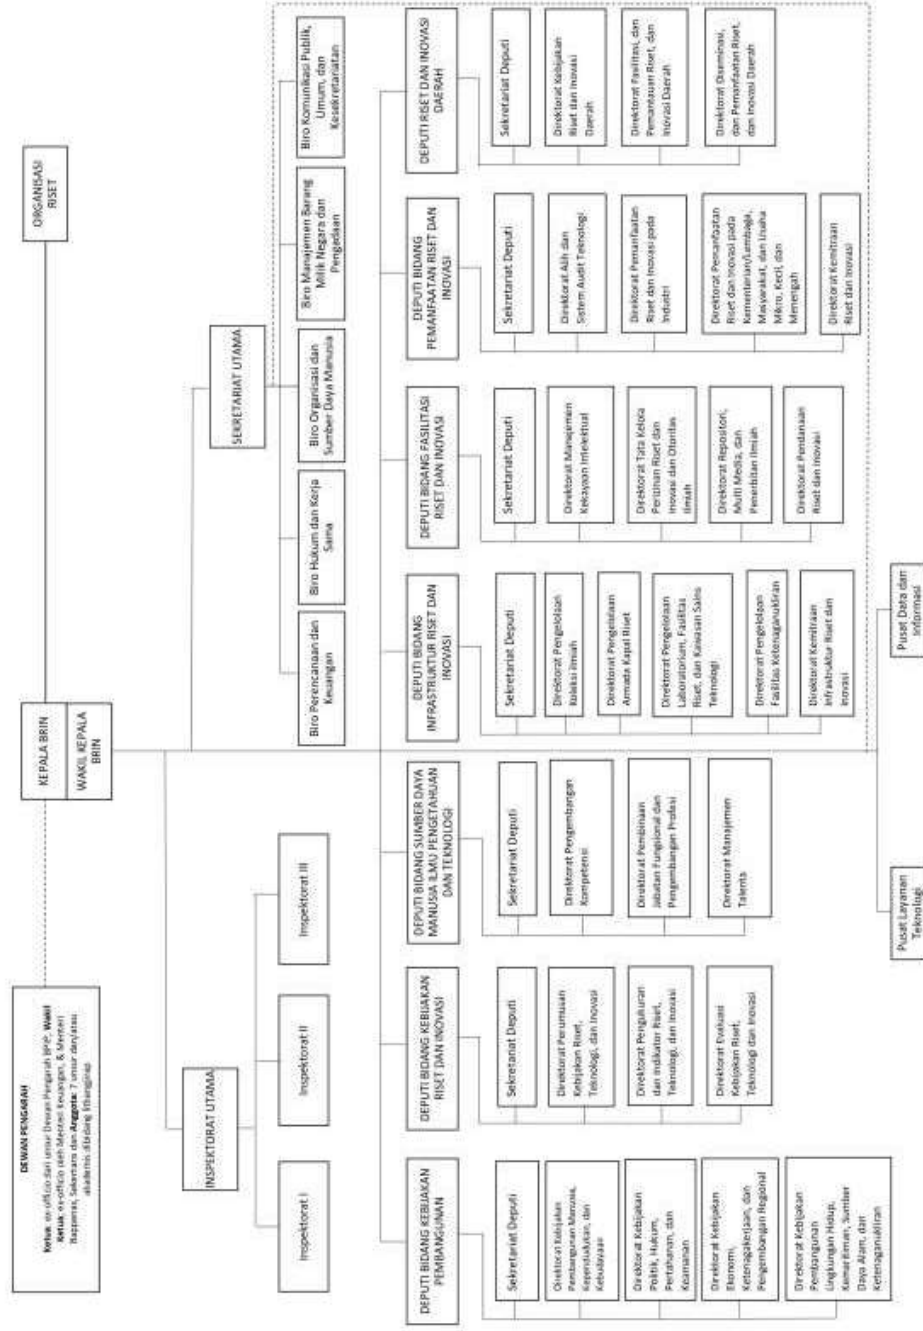 DEWAN PENGARAH
Ketua: ex-officio dari unsur Dewan Pengarah BPIP, Wakil
Ketua: ex-officio oleh Menteri Keuangan, & Menteri
Bappenas, Sekertaris dan Anggota: 7 unsur dan/atau
akademis dibidang litbangjirap
KEPALA BRIN
WAKIL KEPALA
BRIN
ORGANISASI
RISET
INSPEKTORAT UTAMA
Inspektorat I
Inspektorat II
Inspektorat III
SEKRETARIAT UTAMA
Biro Perencanaan dan
Keuangan
Biro Hukum dan Kerja
Sama
Biro Organisasi dan
Sumber Daya Manusia
Biro Manajemen Barang
Milik Negara dan
Pengadaan
Biro Komunikasi Publik,
Umum, dan
Kesekretariatan
DEPUTI BIDANG KEBIJAKAN
PEMBANGUNAN
Sekretariat Deputi
Direktorat Kebijakan
Pembangunan Manusia,
Kependudukan, dan
Kebudayaan
Direktorat Kebijakan
Politik, Hukum,
Pertahanan, dan
Keamanan
Direktorat Kebijakan
Ekonomi,
Ketenagakerjaan, dan
Pengembangan Regional
Direktorat Kebijakan
Pembangunan
Lingkungan Hidup,
Kemaritiman, Sumber
Daya Alam, dan
Ketenaganukliran
DEPUTI BIDANG KEBIJAKAN
RISET DAN INOVASI
Sekretariat Deputi
Direktorat Perumusan
Kebijakan Riset,
Teknologi, dan Inovasi
Direktorat Pengukuran
dan Indikator Riset,
Teknologi, dan Inovasi
Direktorat Evaluasi
Kebijakan Riset,
Teknologi dan Inovasi
DEPUTI BIDANG SUMBER DAYA
MANUSIA ILMU PENGETAHUAN
DAN TEKNOLOGI
Sekretariat Deputi
Direktorat Pengembangan
Kompetensi
Direktorat Pembinaan
Jabatan Fungsional dan
Pengembangan Profesi
Direktorat Manajemen
Talenta
DEPUTI BIDANG
INFRASTRUKTUR RISET DAN
INOVASI
Sekretariat Deputi
Direktorat Pengelolaan
Koleksi Ilmiah
Direktorat Pengelolaan
Armada Kapal Riset
Direktorat Pengelolaan
Laboratorium, Fasilitas
Riset, dan Kawasan Sains
Teknologi
Direktorat Pengelolaan
Fasilitas Ketenaganukliran
Direktorat Kemitraan
Infrastruktur Riset dan
Inovasi
DEPUTI BIDANG FASILITASI
RISET DAN INOVASI
Sekretariat Deputi
Direktorat Manajemen
Kekayaan Intelektual
Direktorat Tata Kelola
Perizinan Riset dan
Inovasi dan Otoritas
Ilmiah
Direktorat Repositori,
Multi Media, dan
Penerbitan Ilmiah
Direktorat Pendanaan
Riset dan Inovasi
DEPUTI BIDANG
PEMANFAATAN RISET DAN
INOVASI
Sekretariat Deputi
Direktorat Alih dan
Sistem Audit Teknologi
Direktorat Pemanfaatan
Riset dan Inovasi pada
Industri
Direktorat Pemanfaatan
Riset dan Inovasi pada
Kementerian/Lembaga,
Masyarakat, dan Usaha
Mikro, Kecil, dan
Menengah
Direktorat Kemitraan
Riset dan Inovasi
DEPUTI RISET DAN INOVASI
DAERAH
Sekretariat Deputi
Direktorat Kebijakan
Riset dan Inovasi
Daerah
Direktorat Fasilitasi, dan
Pemantauan Riset, dan
Inovasi Daerah
Direktorat Diseminasi,
dan Pemanfaatan Riset,
dan Inovasi Daerah
Pusat Layanan
Teknologi
Pusat Data dan
Informasi